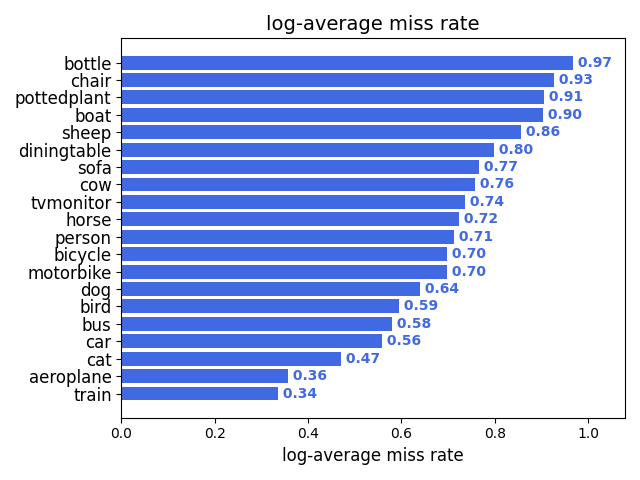 log-average miss rate
bottle 0.97
chair 0.93
pottedplant 0.91
boat 0.90
sheep 0.86
diningtable 0.80
sofa 0.77
cow 0.76
tvmonitor 0.74
horse 0.72
person 0.71
bicycle 0.70
motorbike 0.70
dog 0.64
bird 0.59
bus 0.58
car 0.56
cat 0.47
aeroplane 0.36
train 0.34
0.0 0.2 0.4 0.6 0.8 1.0
log-average miss rate